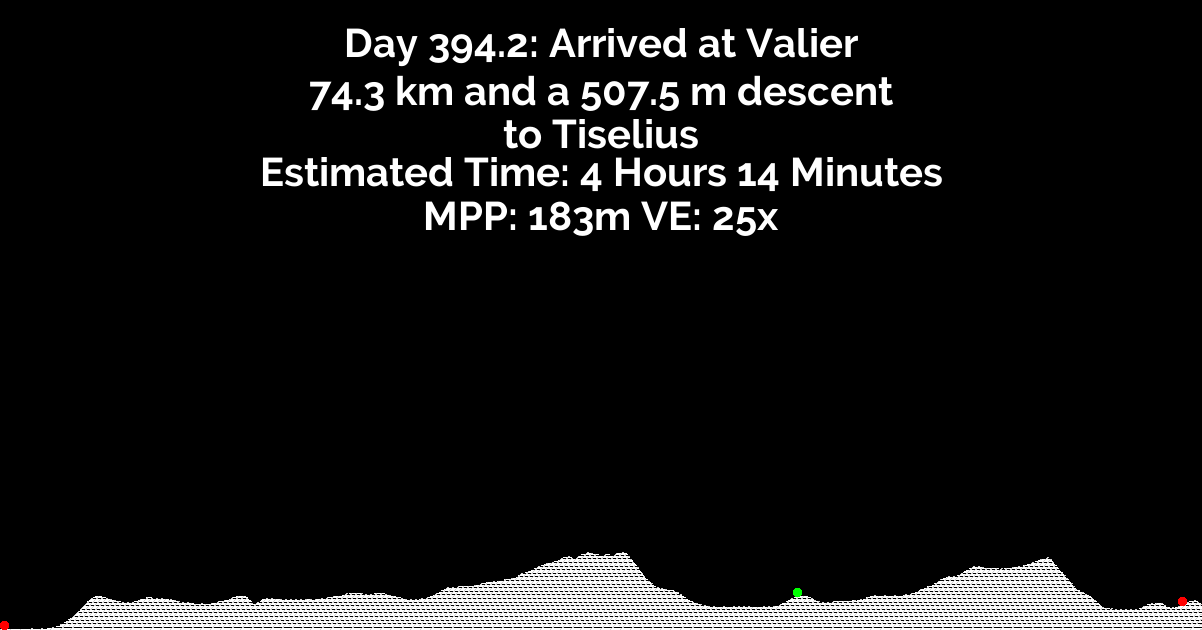 Day 394.2: Arrived at Valier
74.3 km and a 507.5 m descent
to Tiselius
Estimated Time: 4 Hours 14 Minutes
MPP: 183m VE: 25x